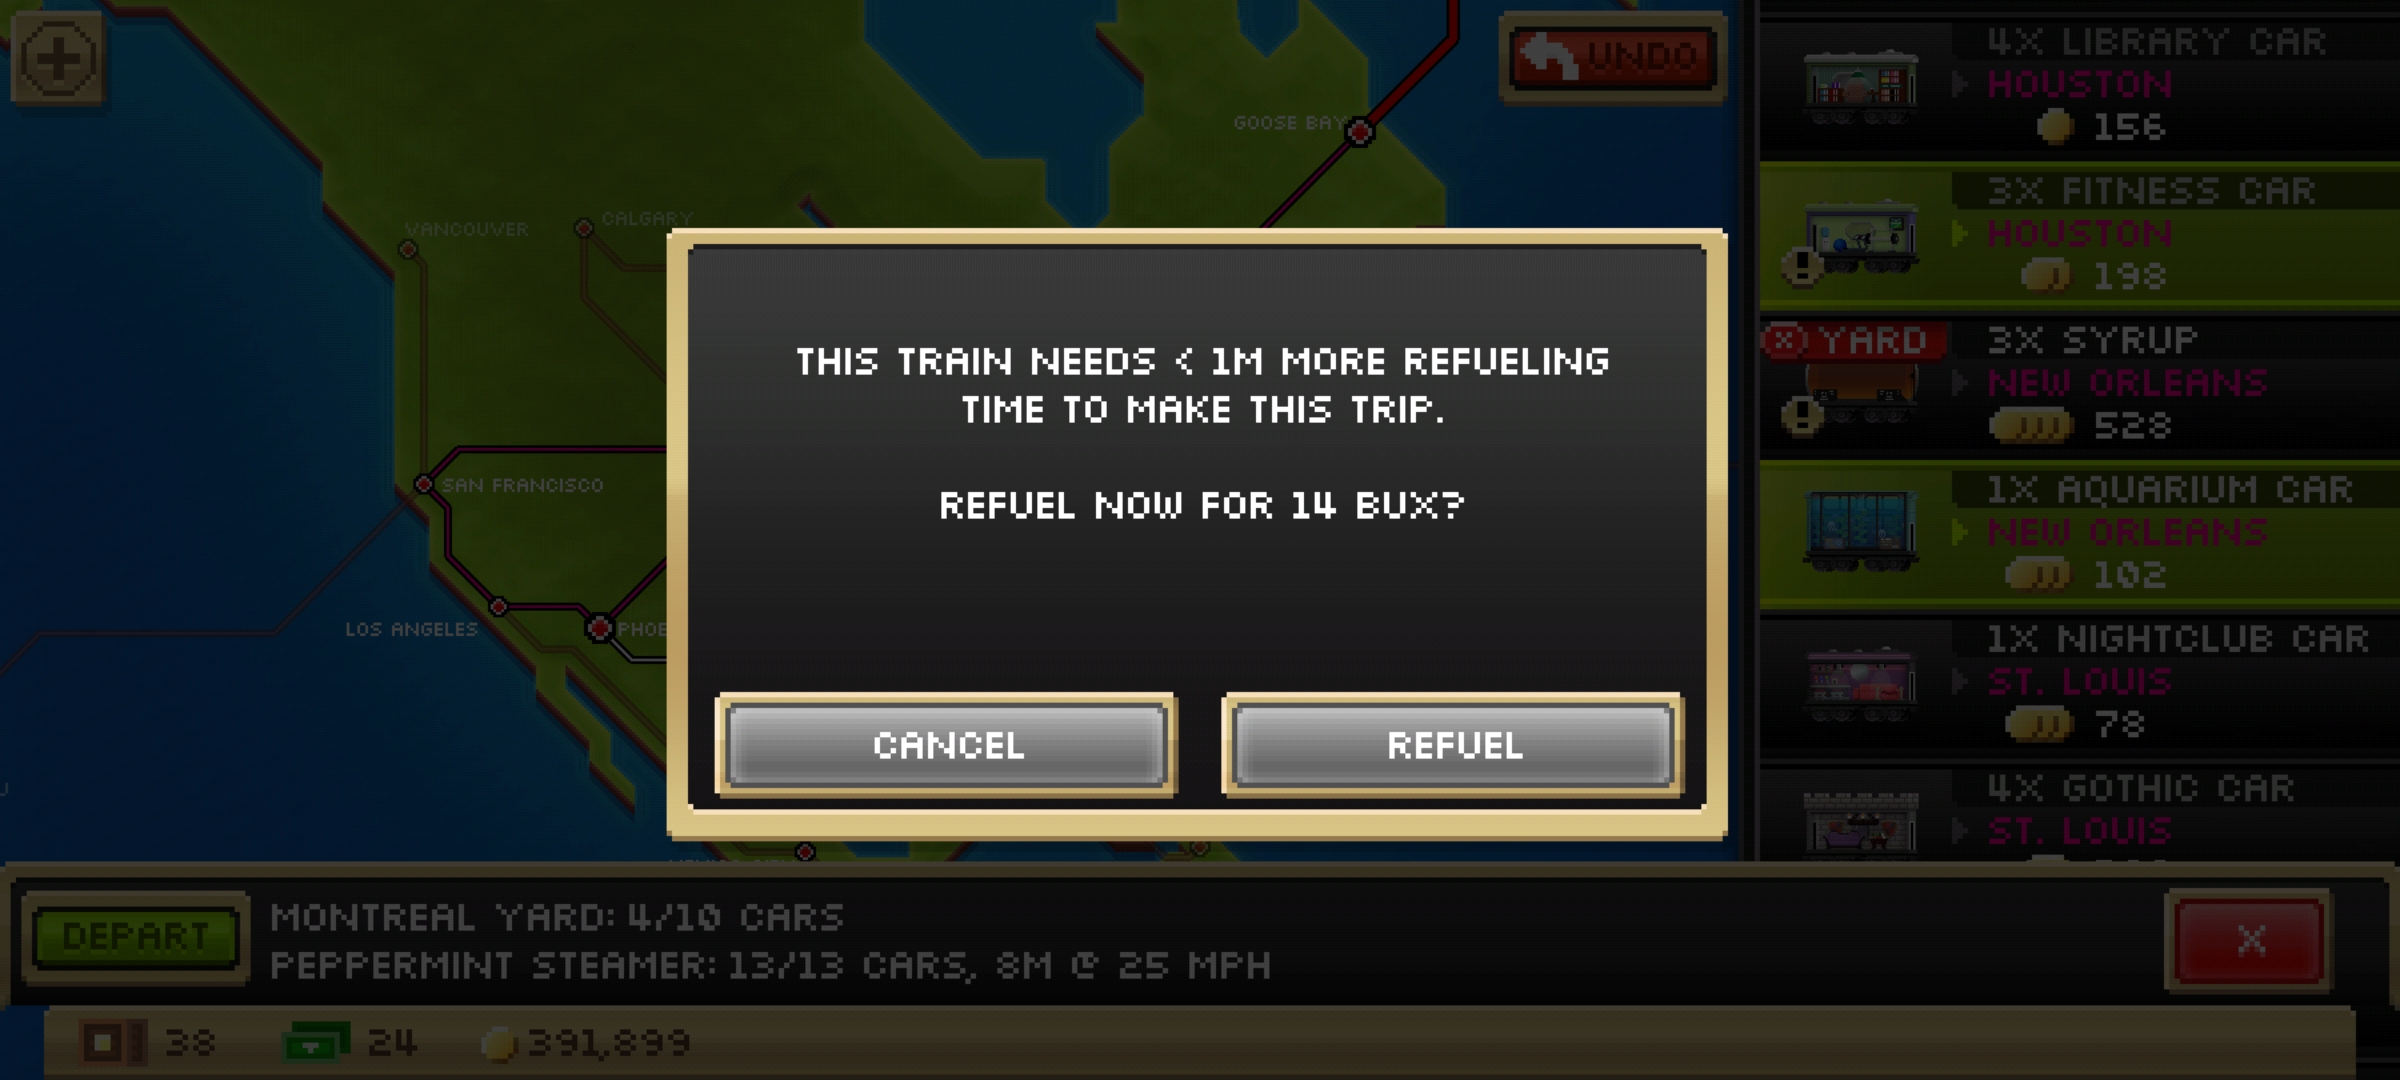 UNDO
4X LIBRARY CAR
HOUSTON
156
GOOSE BAY
3X FITNESS CAR
HOUSTON
198
VANCOUVER
CALGARY
THIS TRAIN NEEDS < 1M MORE REFUELING
TIME TO MAKE THIS TRIP.
REFUEL NOW FOR 14 BUX?
CANCEL
REFUEL
YARD
3X SYRUP
NEW ORLEANS
528
SAN FRANCISCO
1X AQUARIUM CAR
NEW ORLEANS
102
LOS ANGELES
PHOE
1X NIGHTCLUB CAR
ST. LOUIS
78
4X GOTHIC CAR
ST. LOUIS
DEPART
MONTREAL YARD: 4/10 CARS
PEPPERMINT STEAMER: 13/13 CARS, 8M @ 25 MPH
X
38
24
391,899